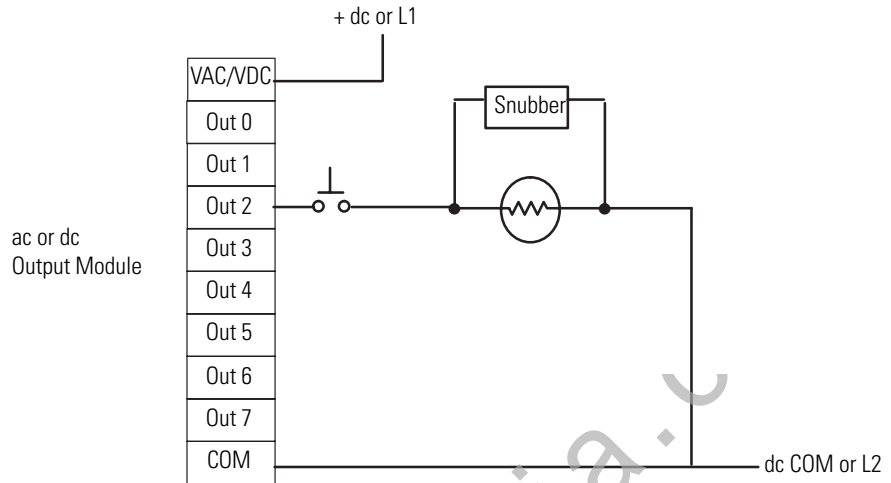 + dc or L1
VAC/VDC
Snubber
Out 0
Out 1
Out 2
ac or dc
Output Module
Out 3
Out 4
Out 5
Out 6
Out 7
COM
dc COM or L2